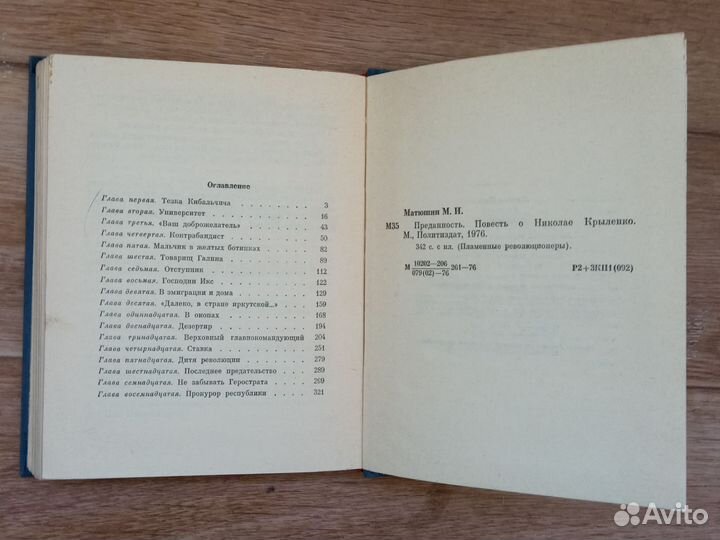 Оглавление
Глава первая. Тезка Кибальчича . . . . . . . . 3
Глава вторая. Университет . . . . . . . . . 16
Глава третья. «Ваш доброжелатель» . . . . . . . 43
Глава четвертая. Контрабандист . . . . . . . . 50
Глава пятая. Мальчик в желтых ботинках . . . . . 82
Глава шестая. Товарищ Галина . . . . . . . . 89
Глава седьмая. Отступник . . . . . . . . . 112
Глава восьмая. Господин Икс . . . . . . . . 122
Глава девятая. В эмиграции и дома . . . . . . . 129
Глава десятая. «Далеко, в стране иркутской...» . . . . 159
Глава одиннадцатая. В окопах . . . . . . . . 168
Глава двенадцатая. Дезертир . . . . . . . . 194
Глава тринадцатая. Верховный главнокомандующий 204
Глава четырнадцатая. Ставка . . . . . . . . 251
Глава пятнадцатая. Дитя революции . . . . . . 279
Глава шестнадцатая. Последнее предательство . . . . 289
Глава семнадцатая. Не забывать Герострата . . . . 299
Глава восемнадцатая. Прокурор республики . . . . 321
Матюшин М. И.
М35 Преданность. Повесть о Николае Крыленко.
М., Политиздат, 1976.
342 с. с ил. (Пламенные революционеры).
М 10202—206
079(02)—76 261—76 Р2+3КП1(092)
Avito